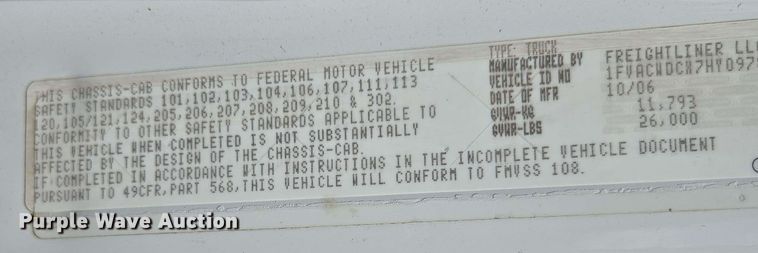 THIS CHASSIS-CAB CONFORMS TO FEDERAL MOTOR VEHICLE
SAFETY STANDARDS 101,102,103,104,106,107,111,113
120,105/121,124,205,206,207,208,209,210 & 302.
CONFORMITY TO OTHER SAFETY STANDARDS APPLICABLE TO
THIS VEHICLE WHEN COMPLETED IS NOT SUBSTANTIALLY
AFFECTED BY THE DESIGN OF THE CHASSIS-CAB.
IF COMPLETED IN ACCORDANCE WITH INSTRUCTIONS IN THE INCOMPLETE VEHICLE DOCUMENT
PURSUANT TO 49CFR,PART 568,THIS VEHICLE WILL CONFORM TO FMVSS 108.
TYPE: TRUCK
MANUFACTURED BY FREIGHTLINER LLC
VEHICLE ID NO
DATE OF MFR 10/06
GVWR-KG 11,793
GVWR-LBS 26,000
Purple Wave Auction